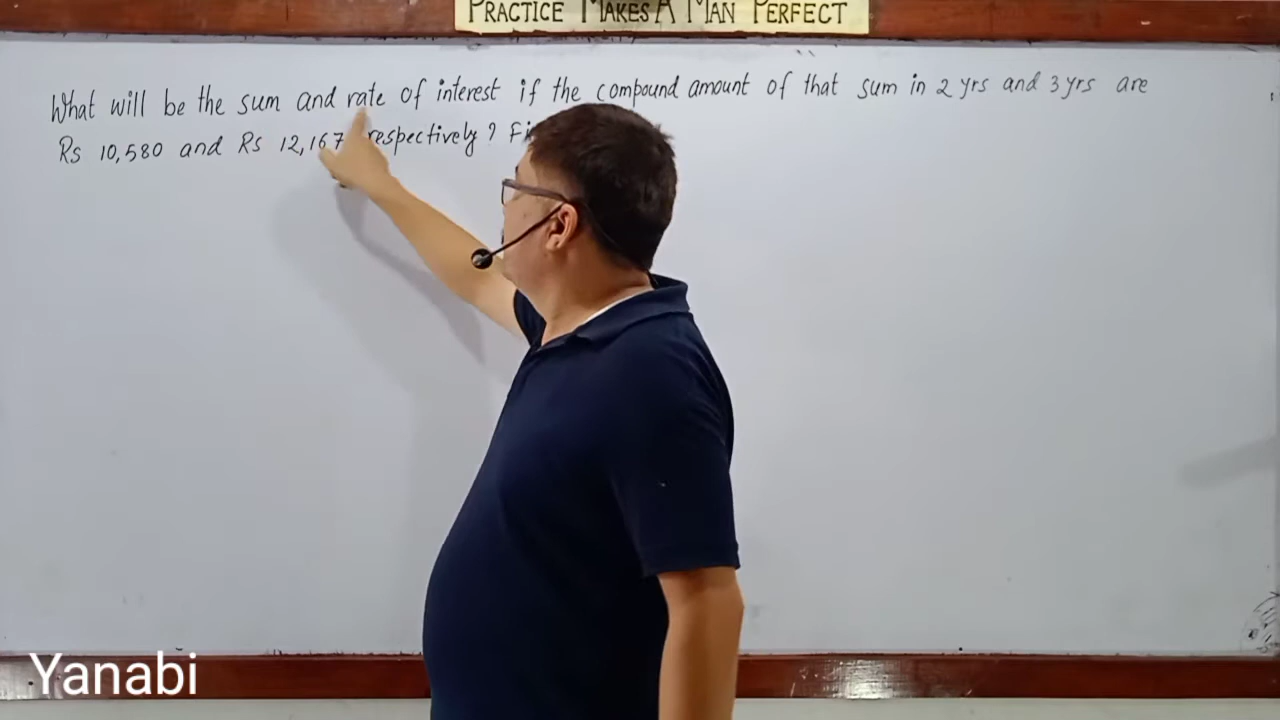 PRACTICE MAKES A MAN PERFECT
What will be the sum and rate of interest if the compound amount of that sum in 2 yrs and 3 yrs are
Rs 10,580 and Rs 12,167 respectively?
Yanabi